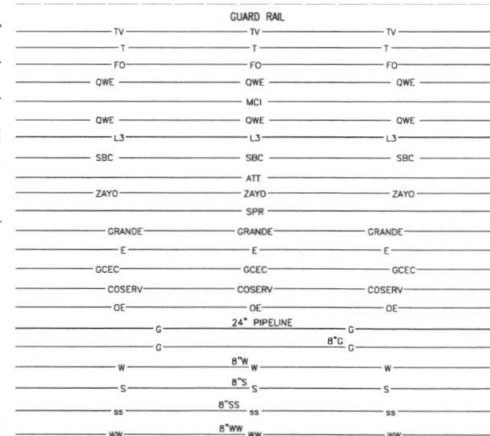 GUARD RAIL
TV TV TV
T T T
FO FO FO
QWE QWE QWE
MCI
QWE QWE QWE
L3 L3 L3
SBC SBC SBC
ATT
ZAYO ZAYO ZAYO
SPR
GRANDE GRANDE GRANDE
E E E
GCEC GCEC GCEC
COSERV COSERV COSERV
OE OE OE
24" PIPELINE
G G
8"G
G G
8"W
W W W
8"S
S S S
8"SS
SS SS SS
8"WW
WW WW WW